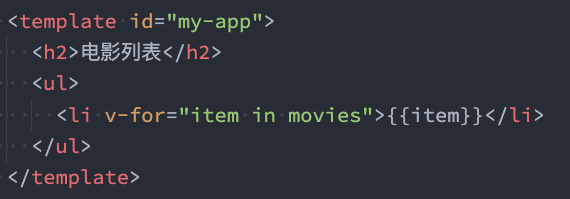 <template id="my-app">
<h2>电影列表</h2>
<ul>
<li v-for="item in movies">{{item}}</li>
</ul>
</template>